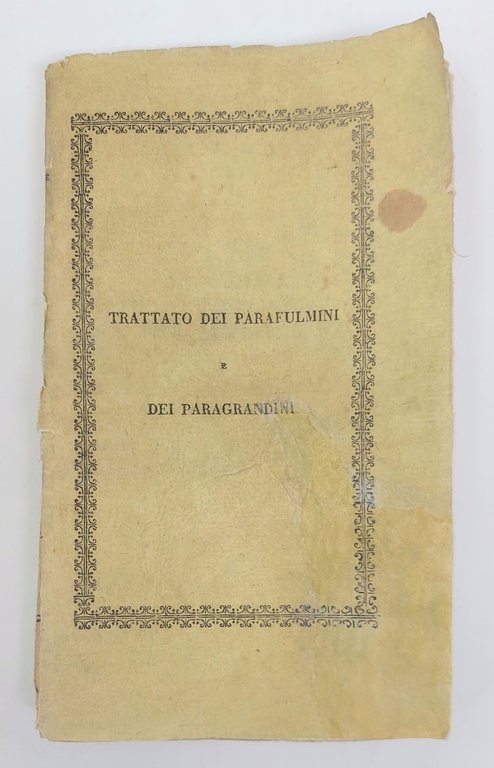 TRATTATO DEI PARAFULMINI
E
DEI PARAGRANDINI